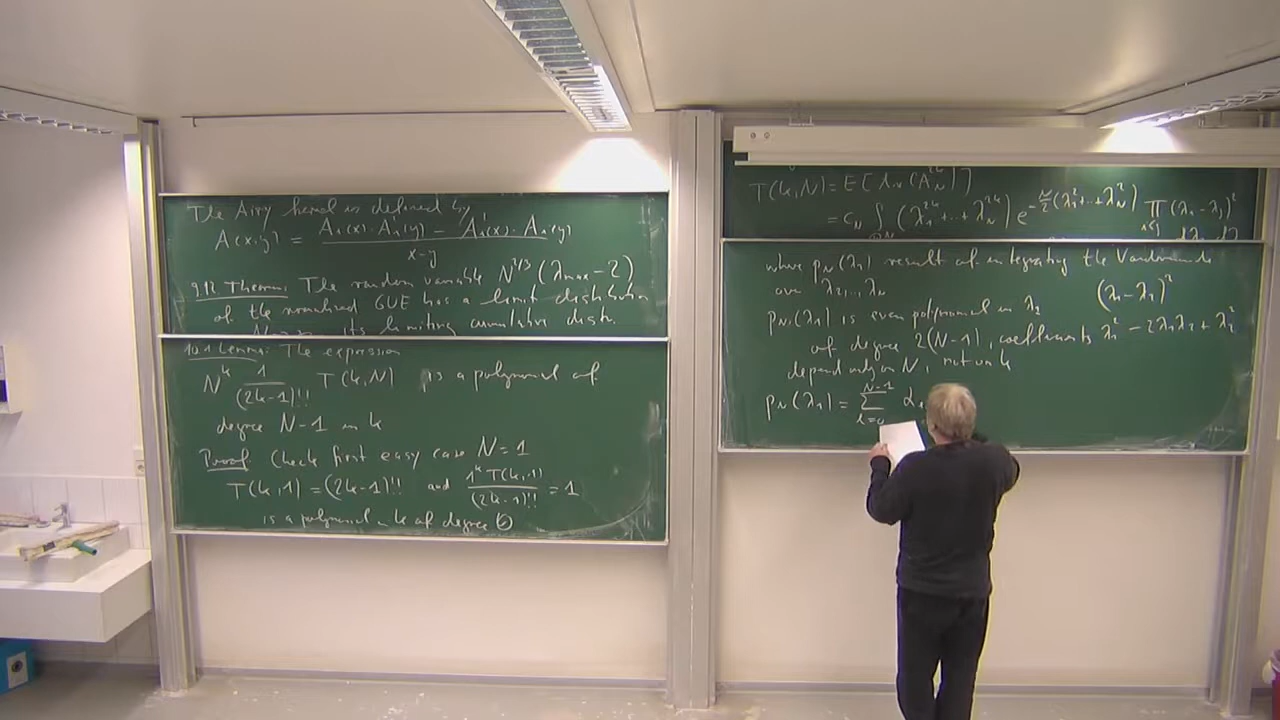 The Airy kernel is defined by
A(x,y) = Ai(x)·Ai'(y) − Ai'(x)·Ai(y) / x−y
9.12 Theorem: The random variable N^{2/3} (λmax − 2)
of the normalized GUE has a limit distribution
N→∞ its limiting cumulative distr.
10.1 Lemma: The expression
N^k 1/(2k−1)!! T(k,N) is a polynomial of
degree N−1 in k
Proof: Check first easy case N=1
T(k,1) = (2k−1)!! and 1^k T(k,1)/(2k−1)!! = 1
is a polynomial in k of degree 0
T(k,N) = E[tr(A_N^{2k})]
= c_N ∫ (λ_1^{2k} + ... + λ_N^{2k}) e^{−N/2(λ_1^2 + ... + λ_N^2)} ∏_{i<j} (λ_i − λ_j)^2
where p_N(λ_1) result of integrating the Vandermonde
over λ_2,..,λ_N (λ_1 − λ_2)^2
p_N(λ_1) is even polynomial in λ_2 λ_1^2 − 2λ_1λ_2 + λ_2^2
of degree 2(N−1), coefficients
depend only on N, not on k
p_N(λ_1) = ∑_{l=0}^{N−1} α